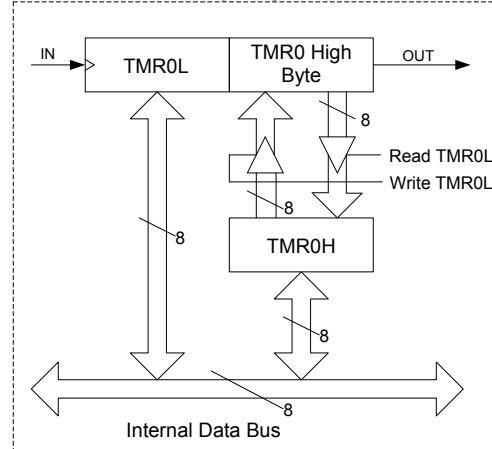 IN
TMR0L
TMR0 High
Byte
OUT
8
Read TMR0L
Write TMR0L
8
8
TMR0H
8
8
Internal Data Bus